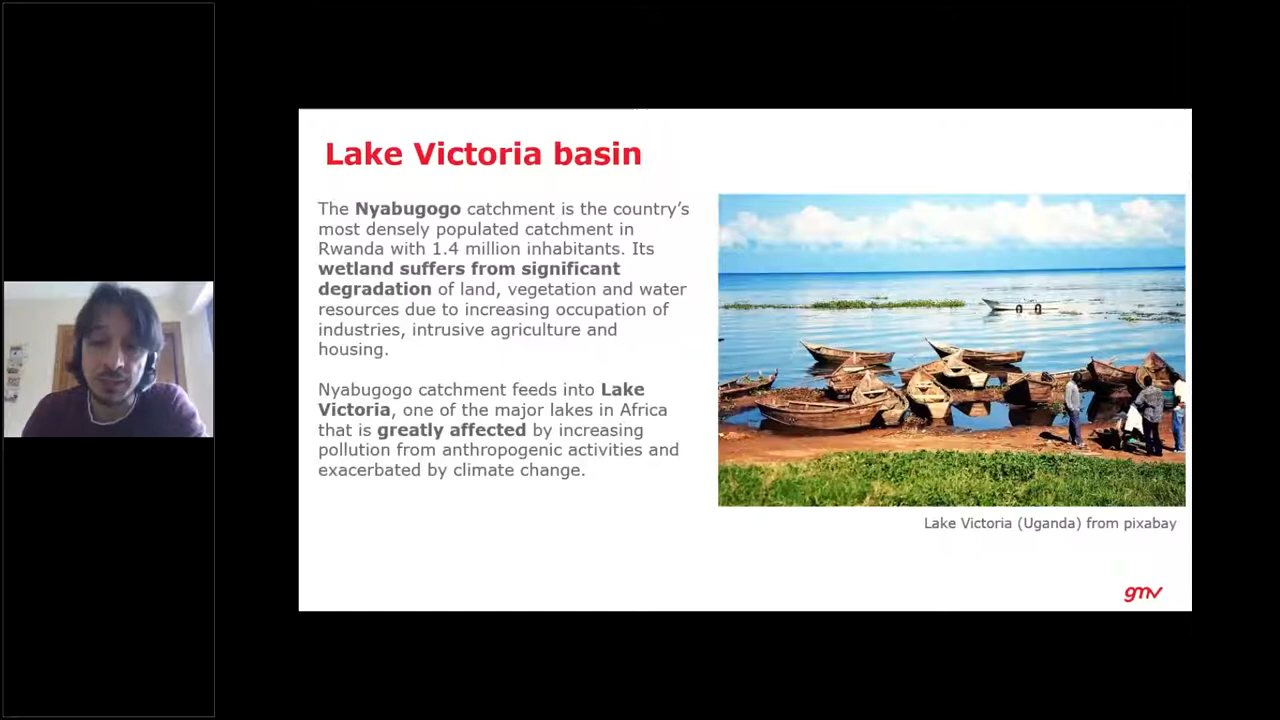 Lake Victoria basin
The Nyabugogo catchment is the country’s
most densely populated catchment in
Rwanda with 1.4 million inhabitants. Its
wetland suffers from significant
degradation of land, vegetation and water
resources due to increasing occupation of
industries, intrusive agriculture and
housing.
Nyabugogo catchment feeds into Lake
Victoria, one of the major lakes in Africa
that is greatly affected by increasing
pollution from anthropogenic activities and
exacerbated by climate change.
Lake Victoria (Uganda) from pixabay
gmv